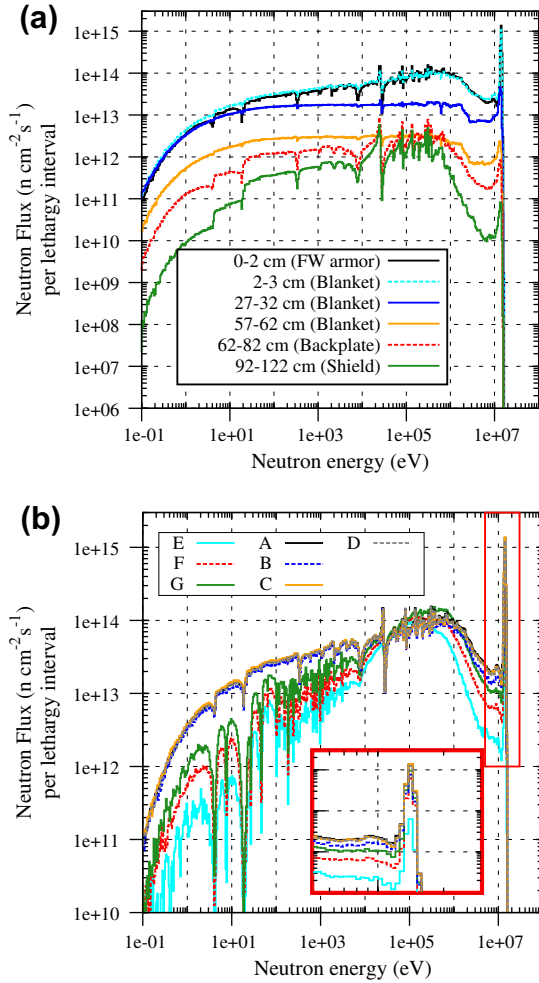 (a)
1e+15
1e+14
1e+13
1e+12
1e+11
1e+10
1e+09
1e+08
1e+07
1e+06
Neutron Flux (n cm-2 s-1)
per lethargy interval
0-2 cm (FW armor)
2-3 cm (Blanket)
27-32 cm (Blanket)
57-62 cm (Blanket)
62-82 cm (Backplate)
92-122 cm (Shield)
1e-01 1e+01 1e+03 1e+05 1e+07
Neutron energy (eV)
(b)
E A D
F B
G C
1e+15
1e+14
1e+13
1e+12
1e+11
1e+10
Neutron Flux (n cm-2 s-1)
per lethargy interval
1e-01 1e+01 1e+03 1e+05 1e+07
Neutron energy (eV)